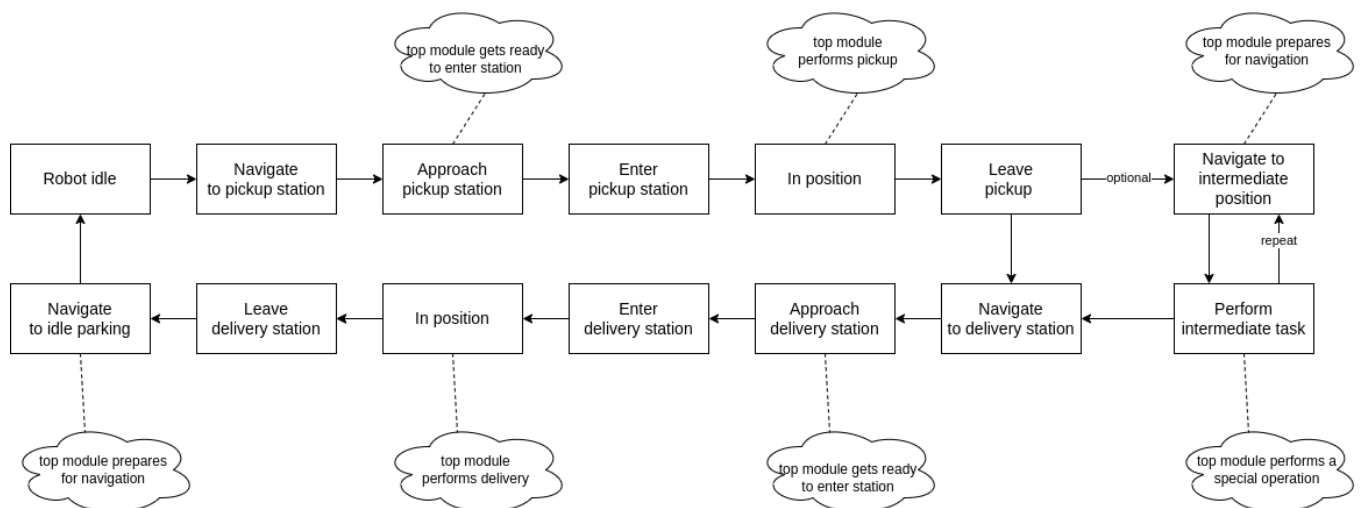 top module gets ready
to enter station
top module
performs pickup
top module prepares
for navigation
Robot idle
Navigate
to pickup station
Approach
pickup station
Enter
pickup station
In position
Leave
pickup
optional
Navigate to
intermediate
position
repeat
Navigate
to idle parking
Leave
delivery station
In position
Enter
delivery station
Approach
delivery station
Navigate
to delivery station
Perform
intermediate task
top module prepares
for navigation
top module
performs delivery
top module gets ready
to enter station
top module performs a
special operation